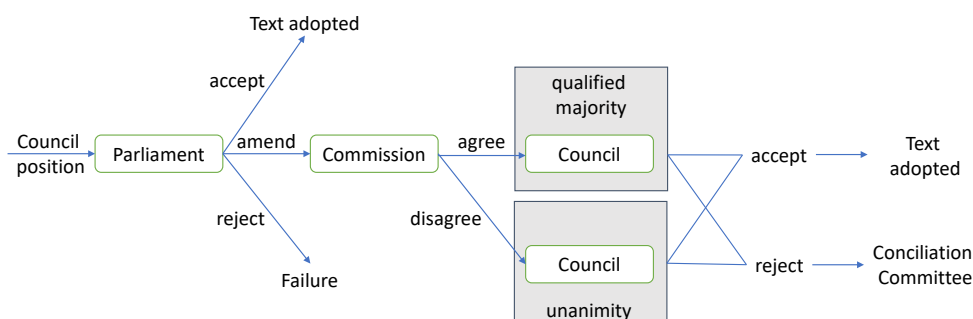 Text adopted
accept
Council
position
Parliament
amend
Commission
agree
qualified
majority
Council
accept
Text
adopted
reject
disagree
Failure
Council
unanimity
reject
Conciliation
Committee